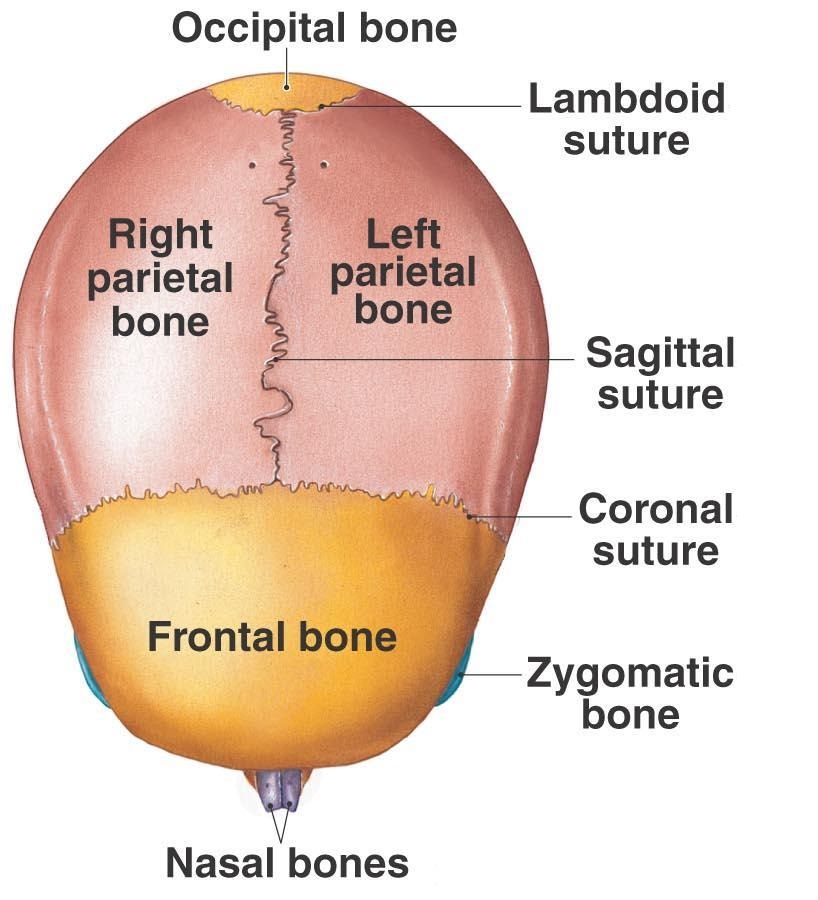 Occipital bone
Lambdoid
suture
Right
parietal
bone
Left
parietal
bone
Sagittal
suture
Coronal
suture
Frontal bone
Zygomatic
bone
Nasal bones